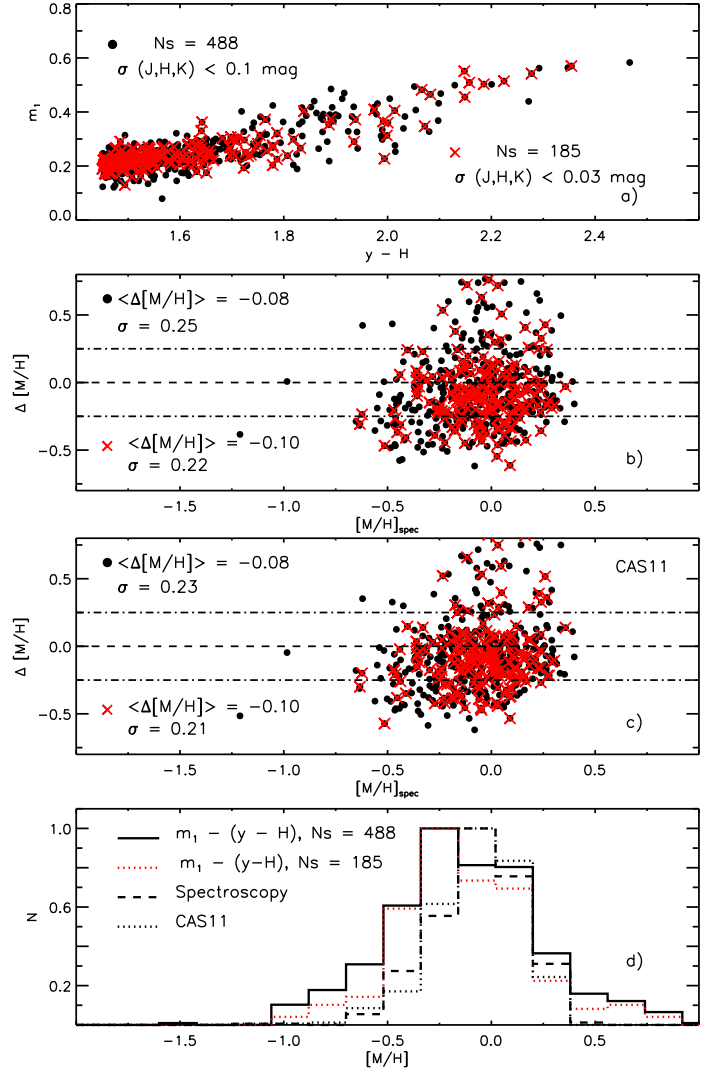 0.8
0.6
0.4
0.2
0.0
m₁
Ns = 488
σ (J,H,K) < 0.1 mag
Ns = 185
σ (J,H,K) < 0.03 mag
a)
1.6 1.8 2.0 2.2 2.4
y − H
0.5
0.0
−0.5
Δ [M/H]
<Δ[M/H]> = −0.08
σ = 0.25
<Δ[M/H]> = −0.10
σ = 0.22
b)
−1.5 −1.0 −0.5 0.0 0.5
[M/H]spec
0.5
0.0
−0.5
Δ [M/H]
<Δ[M/H]> = −0.08
σ = 0.23
CAS11
<Δ[M/H]> = −0.10
σ = 0.21
c)
−1.5 −1.0 −0.5 0.0 0.5
[M/H]spec
1.0
0.6
0.2
N
m₁ − (y − H), Ns = 488
m₁ − (y−H), Ns = 185
Spectroscopy
CAS11
d)
−1.5 −1.0 −0.5 0.0 0.5
[M/H]